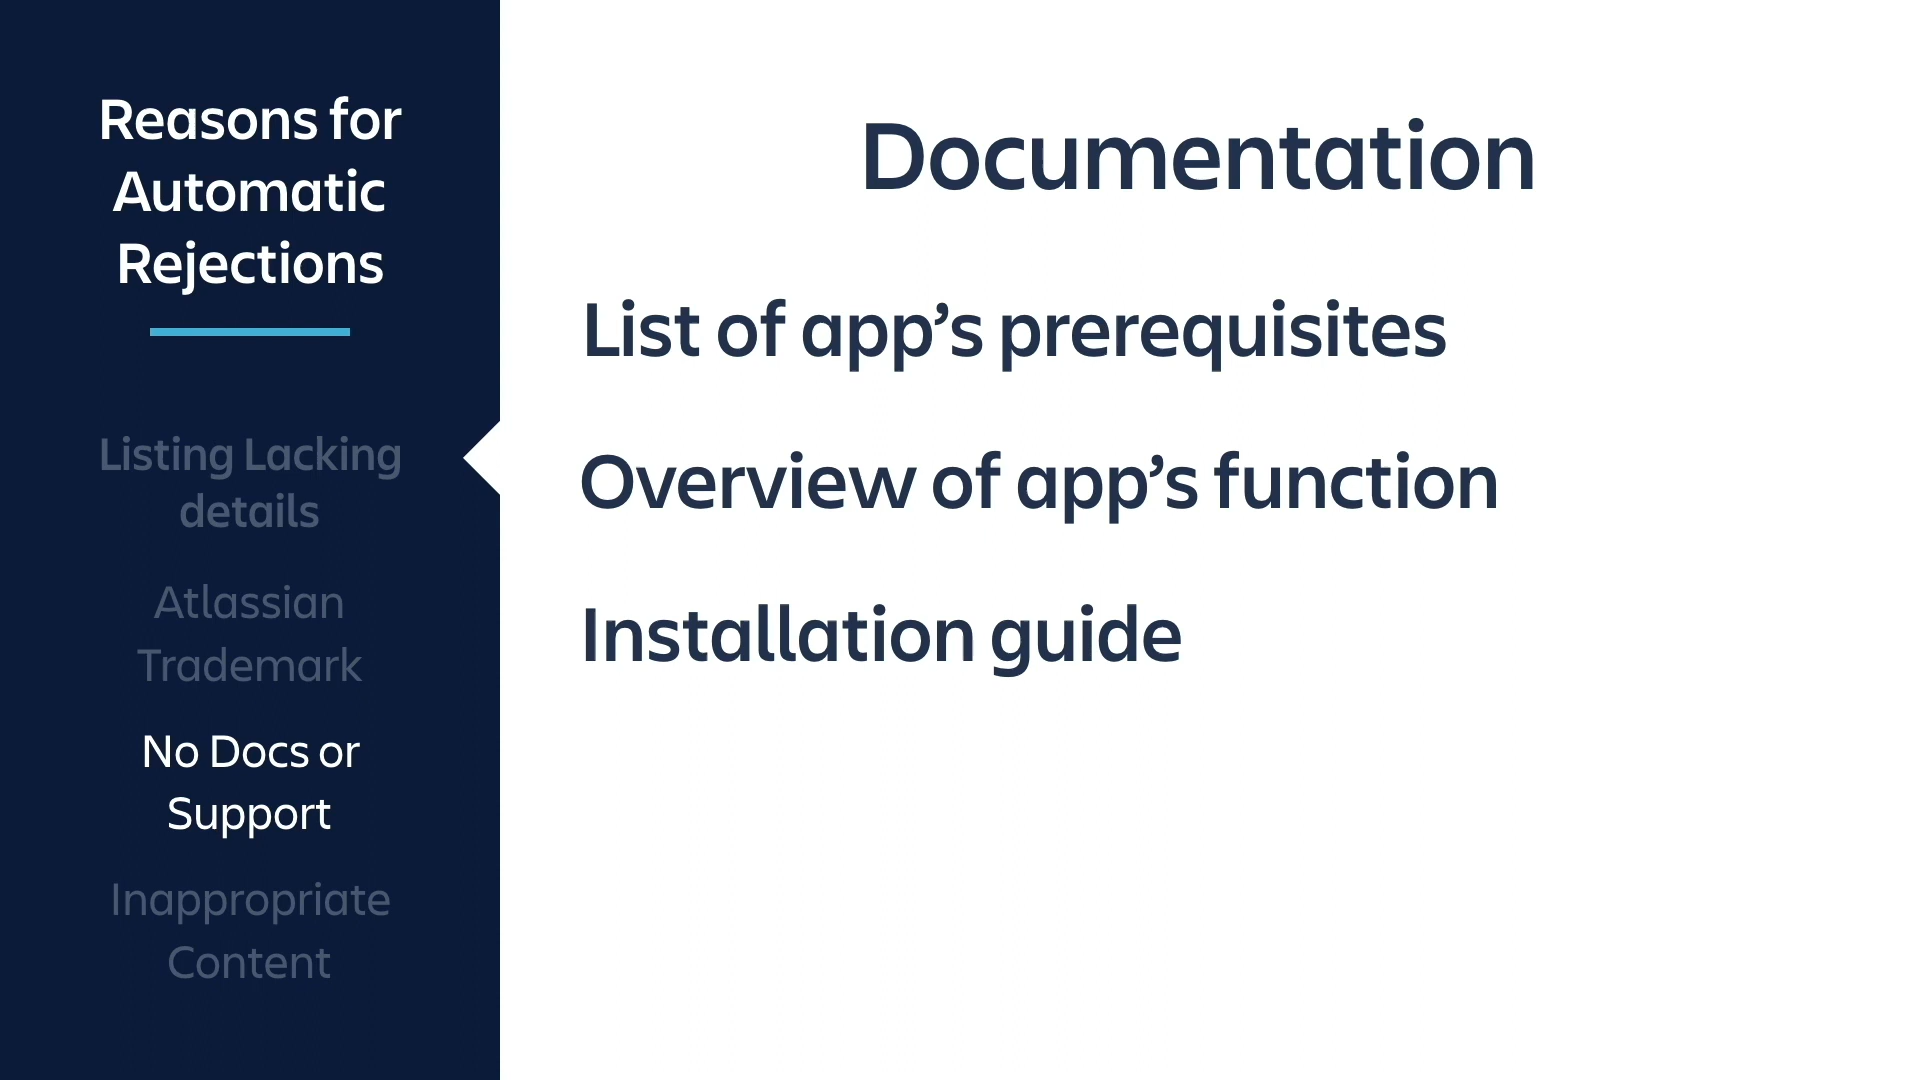 Reasons for
Automatic
Rejections
Listing Lacking
details
Atlassian
Trademark
No Docs or
Support
Inappropriate
Content
Documentation
List of app’s prerequisites
Overview of app’s function
Installation guide